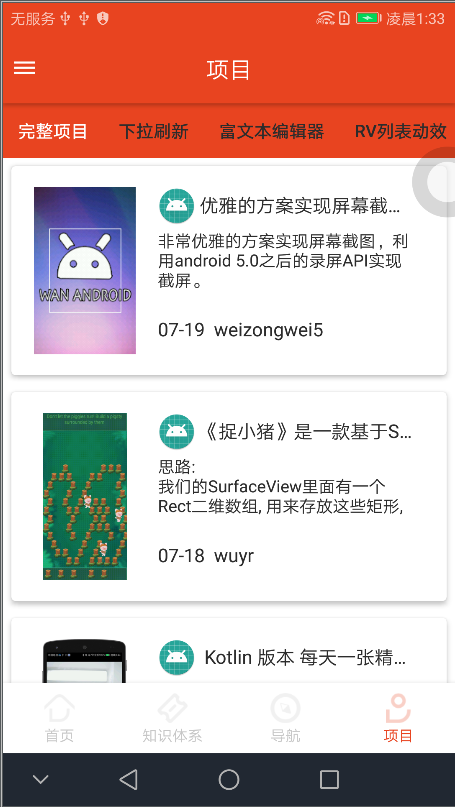 无服务 凌晨1:33
项目
完整项目 下拉刷新 富文本编辑器 RV列表动效
优雅的方案实现屏幕截...
非常优雅的方案实现屏幕截图，利
用android 5.0之后的录屏API实现
截屏。
WAN ANDROID
07-19 weizongwei5
《捉小猪》是一款基于S...
思路:
我们的SurfaceView里面有一个
Rect二维数组, 用来存放这些矩形,
07-18 wuyr
Kotlin 版本 每天一张精...
首页 知识体系 导航 项目